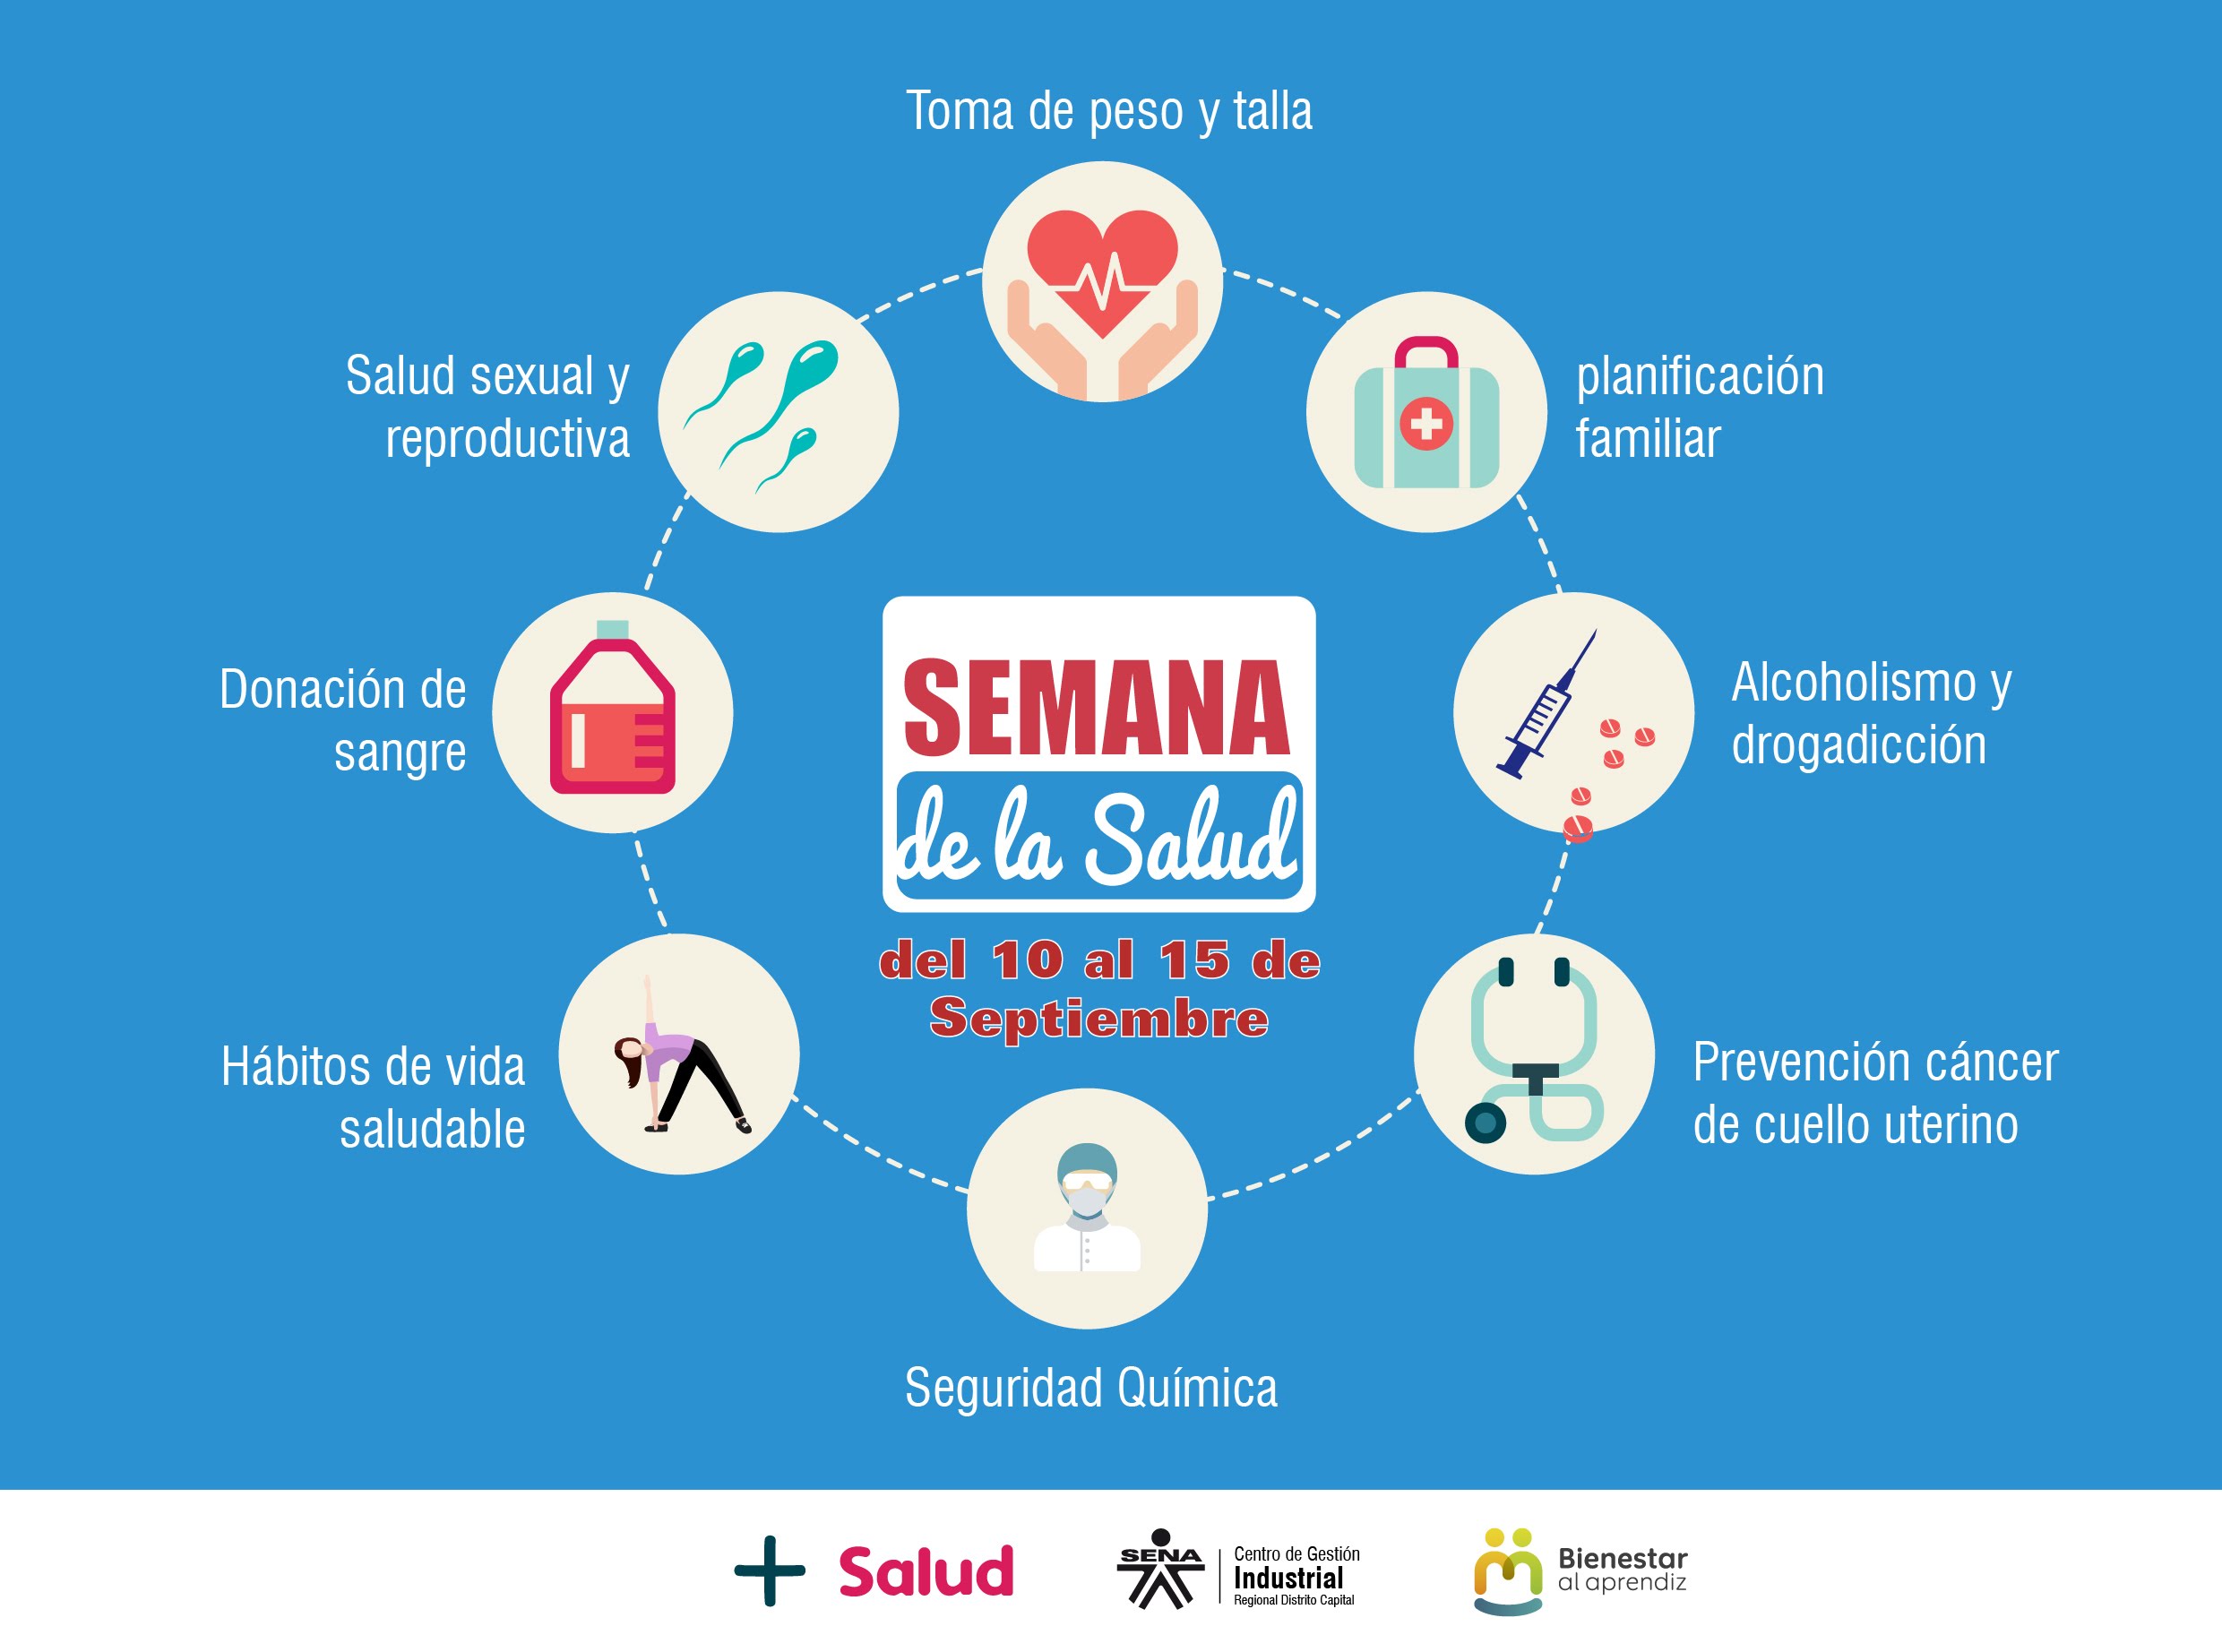 Toma de peso y talla
Salud sexual y
reproductiva
planificación
familiar
Donación de
sangre
SEMANA
de la Salud
del 10 al 15 de
Septiembre
Alcoholismo y
drogadicción
Hábitos de vida
saludable
Prevención cáncer
de cuello uterino
Seguridad Química
Salud
SENA
Centro de Gestión
Industrial
Regional Distrito Capital
Bienestar
al aprendiz